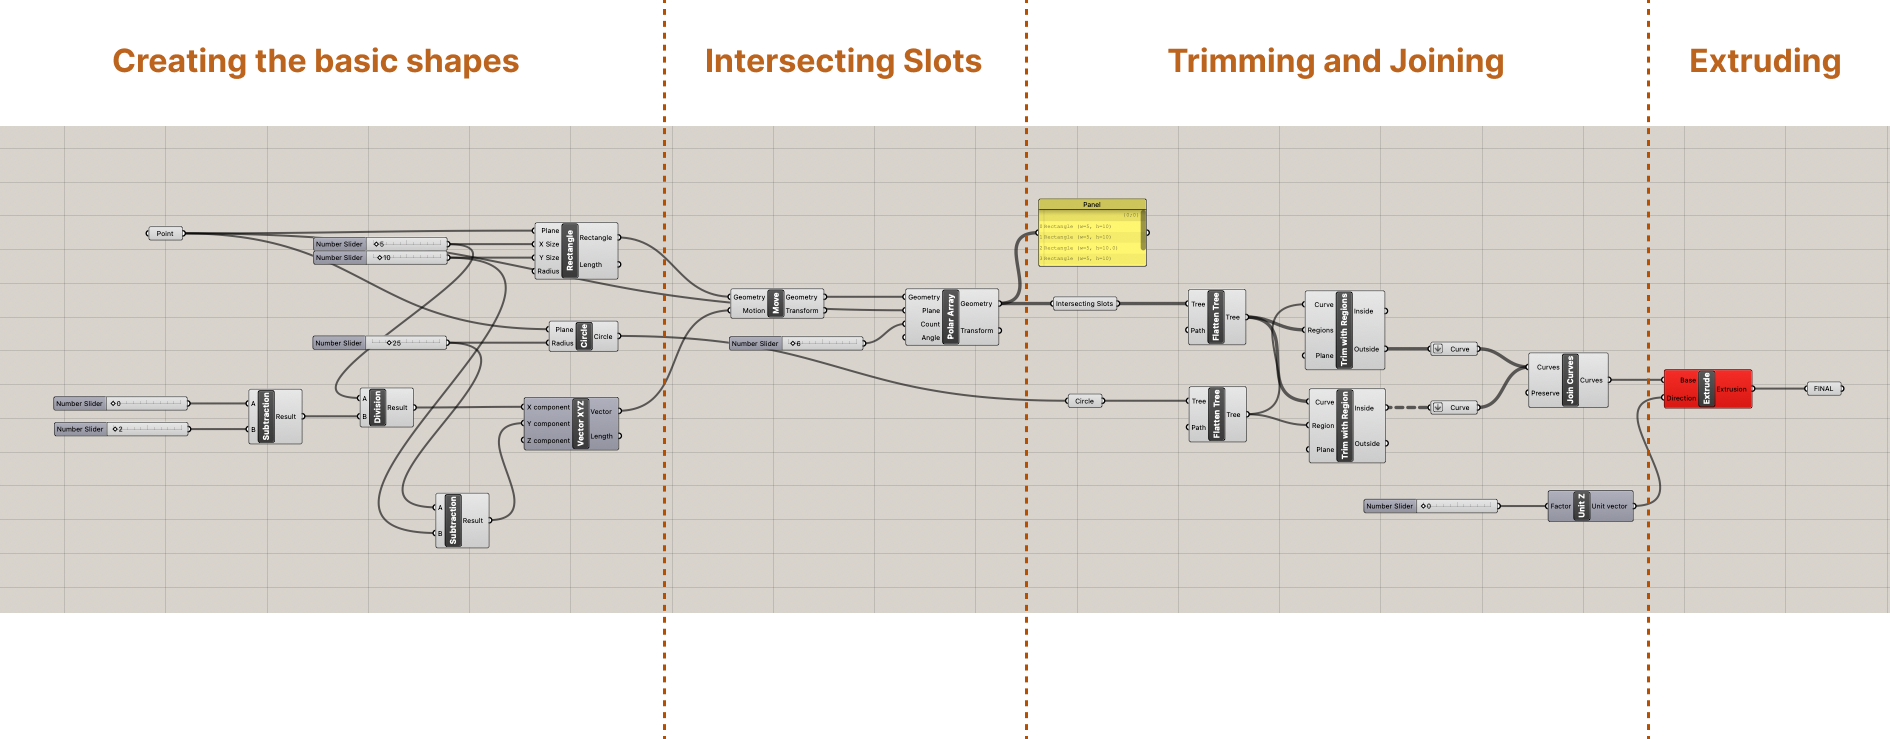 Creating the basic shapes
Intersecting Slots
Trimming and Joining
Extruding
Point
Number Slider 5
Number Slider 10
Plane
X Size
Y Size
Radius
Rectangle
Rectangle
Length
Number Slider 25
Plane
Radius
Circle
Circle
Number Slider 0
Number Slider 2
A
B
Subtraction
Result
A
B
Division
Result
X component
Y component
Z component
Vector XYZ
Vector
Length
A
B
Subtraction
Result
Geometry
Motion
Move
Geometry
Transform
Number Slider 6
Geometry
Plane
Count
Angle
Polar Array
Geometry
Transform
Panel
{0;0}
0 Rectangle (w=5, h=10)
1 Rectangle (w=5, h=10)
2 Rectangle (w=5, h=10.0)
3 Rectangle (w=5, h=10)
Intersecting Slots
Circle
Tree
Path
Flatten Tree
Tree
Tree
Path
Flatten Tree
Tree
Curve
Regions
Plane
Trim with Regions
Inside
Outside
Curve
Region
Plane
Trim with Region
Inside
Outside
Curve
Curve
Curves
Preserve
Join Curves
Curves
Number Slider 0
Factor
Unit Z
Unit vector
Base
Direction
Extrude
Extrusion
FINAL